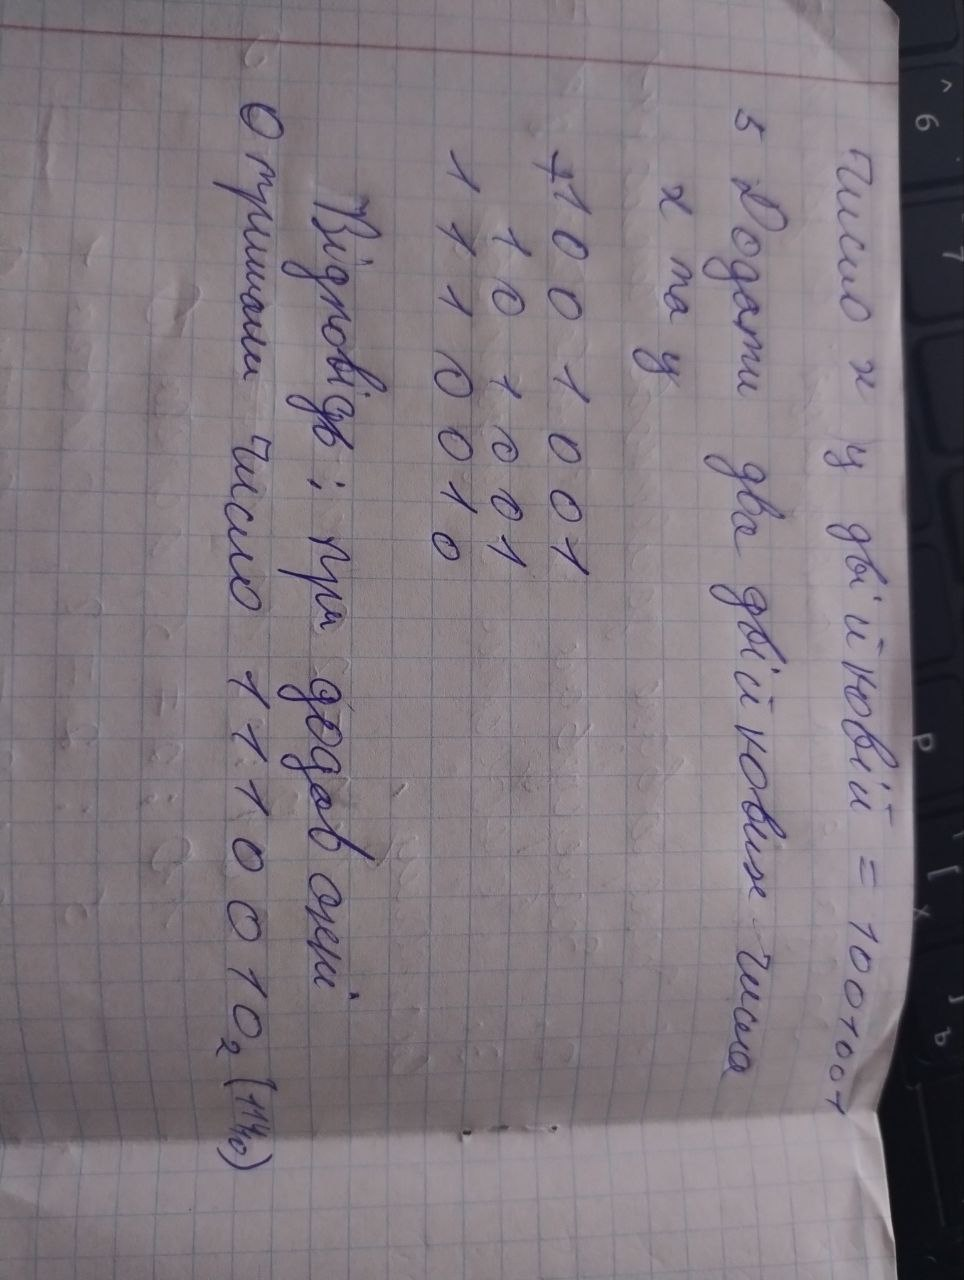 Число х у двійковій = 1001001
5 Додати два двійкових числа
х та у
+1001001
101001
1110010
Відповідь: при додаванні
Отримали число 1110010₂ (114₁₀)